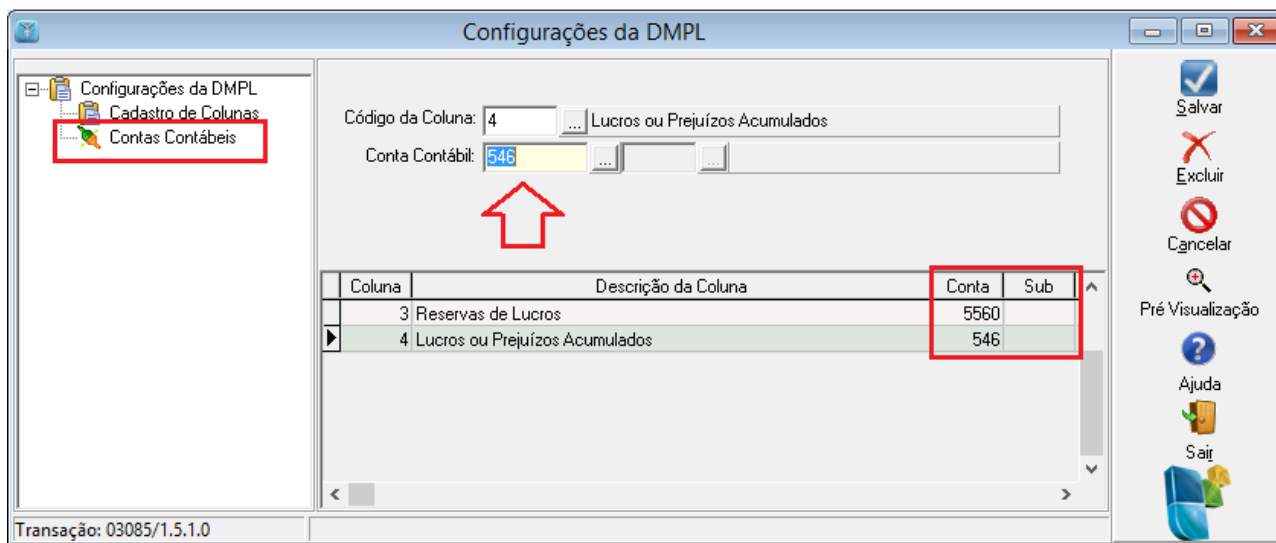 Configurações da DMPL
Configurações da DMPL
Cadastro de Colunas
Contas Contábeis
Código da Coluna: 4 ... Lucros ou Prejuízos Acumulados
Conta Contábil: 546 ... ...
Coluna Descrição da Coluna Conta Sub
3 Reservas de Lucros 5560
4 Lucros ou Prejuízos Acumulados 546
Salvar
Excluir
Cancelar
Pré Visualização
Ajuda
Sair
Transação: 03085/1.5.1.0